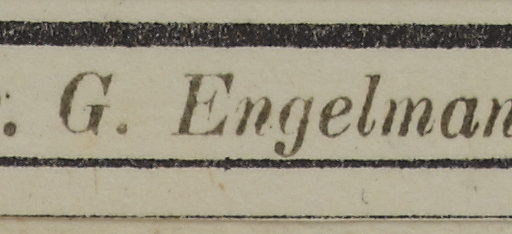 . G. Engelman